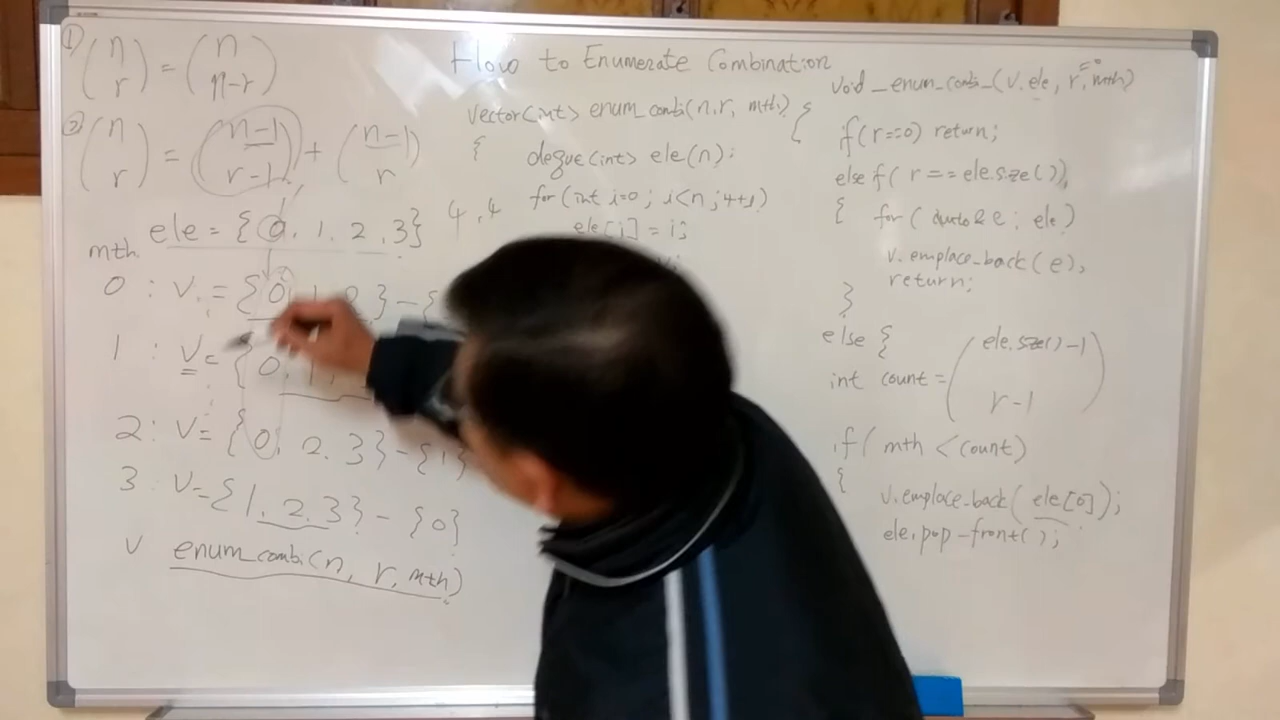 How to Enumerate Combination
① (n r) = (n n-r)
② (n r) = (n-1 r-1) + (n-1 r)
ele = {0, 1, 2, 3} 4, 4
mth
0 : V = {0, 1, 2} - {
1 : V = {0, 1,
2 : V = {0, 2, 3} - {1}
3 V = {1, 2, 3} - {0}
V enum_combi(n, r, mth)
vector<int> enum_combi(n, r, mth)
{ deque<int> ele(n);
for (int i=0; i<n; ++i)
ele[i] = i;
void _enum_combi_(v, ele, r, mth)
{ if(r==0) return;
else if( r == ele.size())
{ for ( auto& e : ele)
v.emplace_back(e),
return;
}
else {
int count = (ele.size()-1 r-1)
if( mth < count)
{ v.emplace_back( ele[0]);
ele.pop_front();